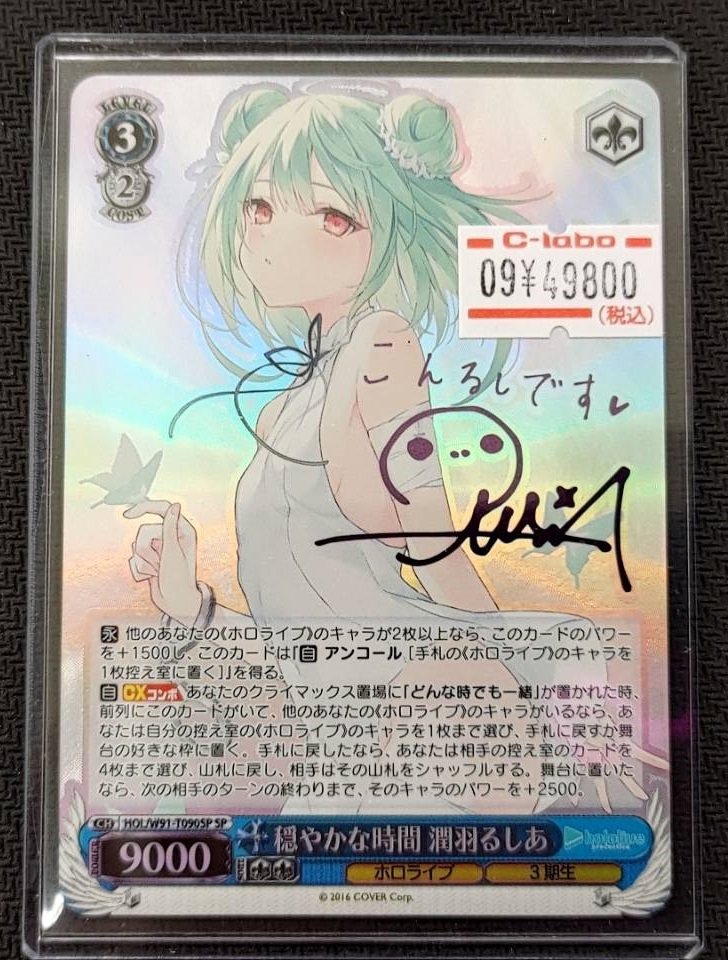 LEVEL
3
2
COST
C-labo
09¥49800
(税込)
こんるしです
永 他のあなたの《ホロライブ》のキャラが2枚以上なら、このカードのパワー
を+1500し、このカードは「自 アンコール [手札の《ホロライブ》のキャラを
1枚控え室に置く]」を得る。
自 CXコンボ あなたのクライマックス置場に「どんな時でも一緒」が置かれた時、
前列にこのカードがいて、他のあなたの《ホロライブ》のキャラがいるなら、あ
なたは自分の控え室の《ホロライブ》のキャラを1枚まで選び、手札に戻すか舞
台の好きな枠に置く。手札に戻したなら、あなたは相手の控え室のカードを
4枚まで選び、山札に戻し、相手はその山札をシャッフルする。舞台に置いた
なら、次の相手のターンの終わりまで、そのキャラのパワーを+2500。
CH HOL/W91-T090SP SP
穏やかな時間 潤羽るしあ
hololive
production
POWER
9000
ホロライブ
3期生
© 2016 COVER Corp.